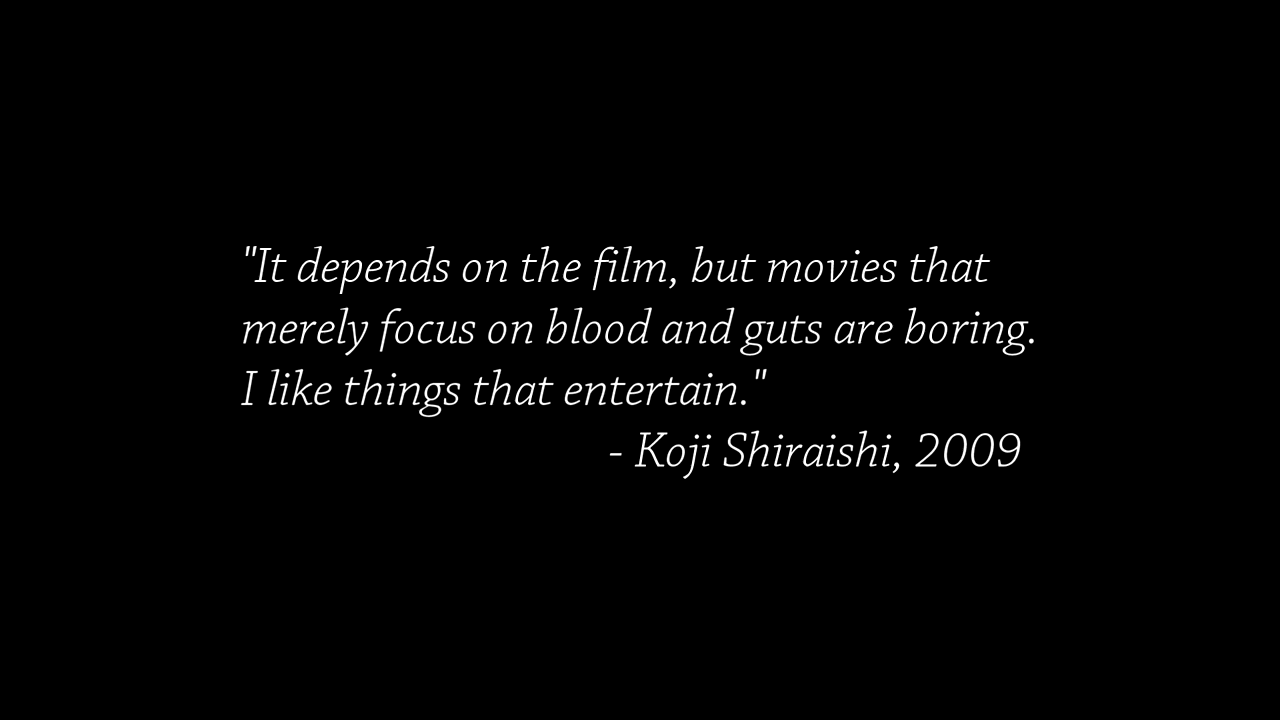 "It depends on the film, but movies that
merely focus on blood and guts are boring.
I like things that entertain."
- Koji Shiraishi, 2009